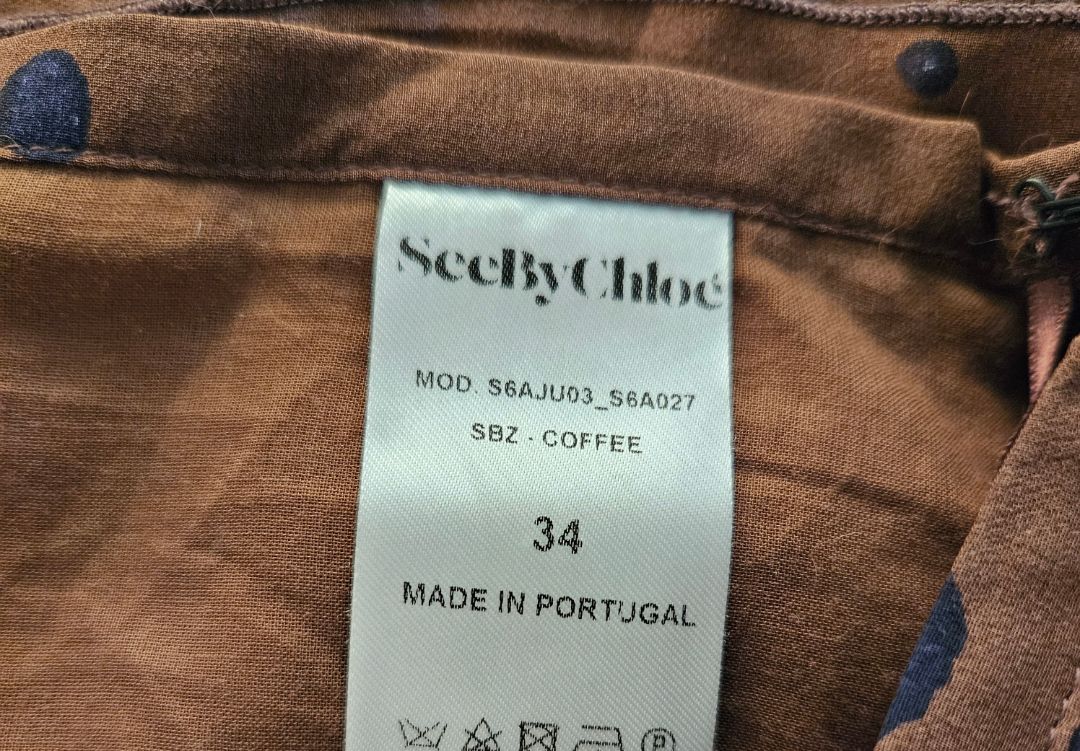 SeeByChloé
MOD. S6AJU03_S6A027
SBZ - COFFEE
34
MADE IN PORTUGAL
P